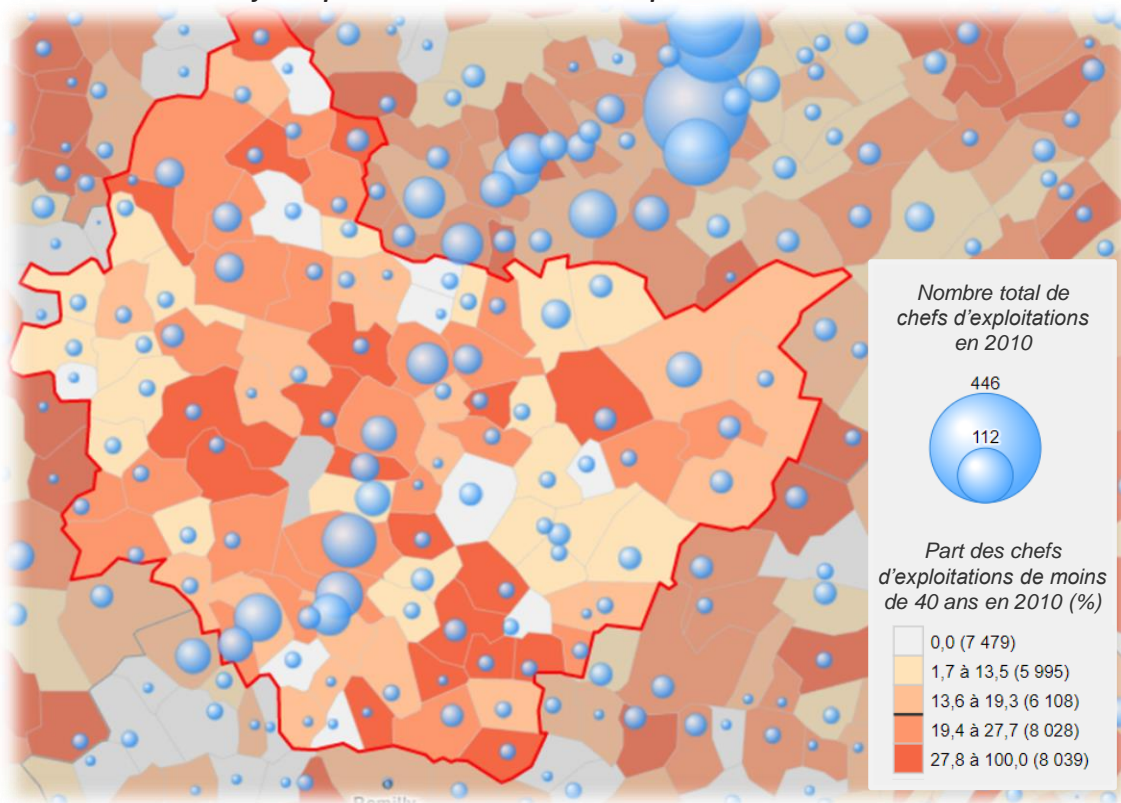 Nombre total de
chefs d'exploitations
en 2010
446
112
Part des chefs
d'exploitations de moins
de 40 ans en 2010 (%)
0,0 (7 479)
1,7 à 13,5 (5 995)
13,6 à 19,3 (6 108)
19,4 à 27,7 (8 028)
27,8 à 100,0 (8 039)